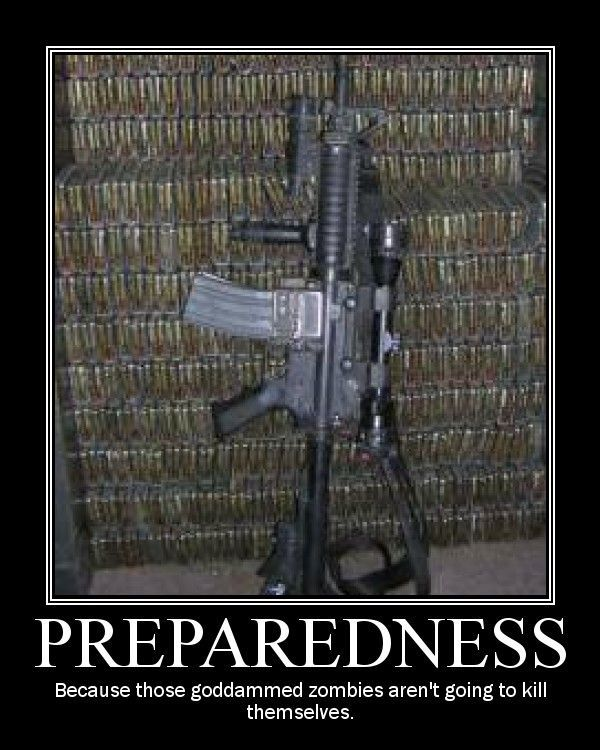 PREPAREDNESS
Because those goddammed zombies aren't going to kill
themselves.